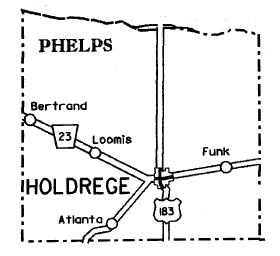 PHELPS
Bertrand
23
Loomis
Funk
HOLDREGE
183
Atlanta